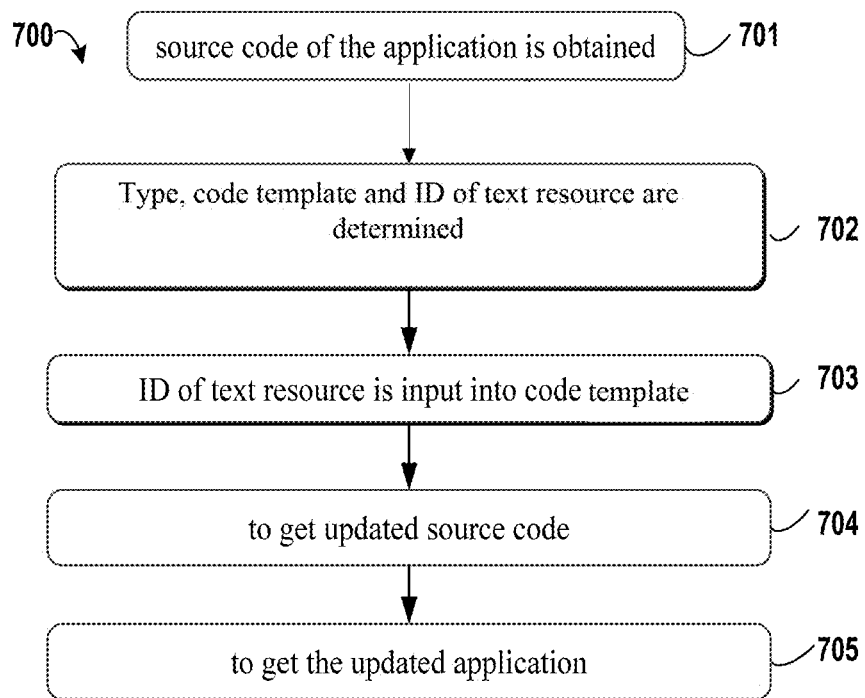 700
source code of the application is obtained
701
Type, code template and ID of text resource are
determined
702
ID of text resource is input into code template
703
to get updated source code
704
to get the updated application
705